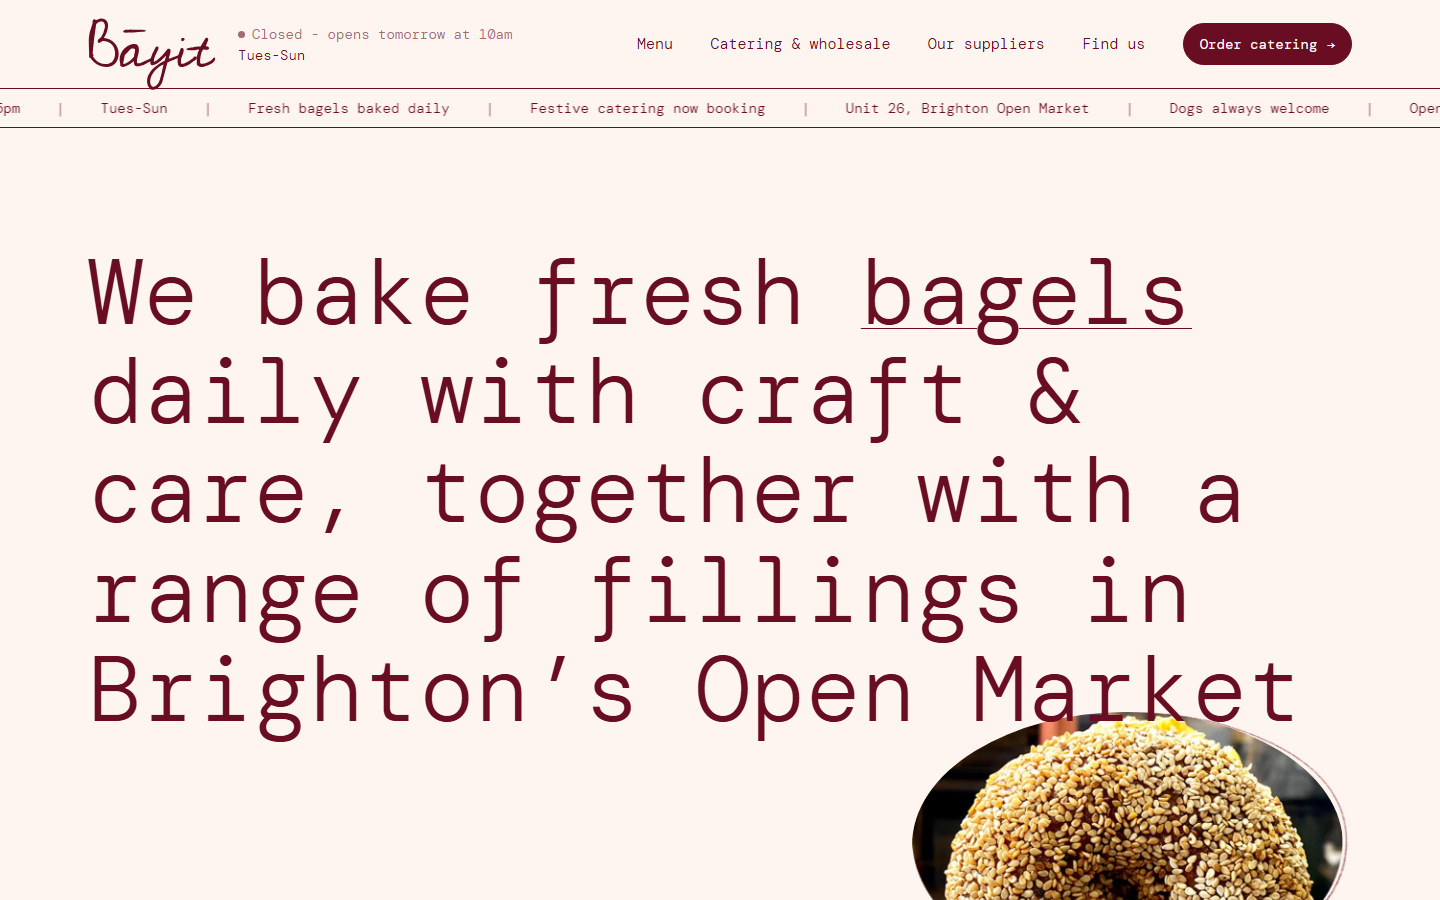 Bāyit
Closed - opens tomorrow at 10am
Tues-Sun
Menu
Catering & wholesale
Our suppliers
Find us
Order catering →
5pm | Tues-Sun | Fresh bagels baked daily | Festive catering now booking | Unit 26, Brighton Open Market | Dogs always welcome | Open
We bake fresh bagels
daily with craft &
care, together with a
range of fillings in
Brighton’s Open Market